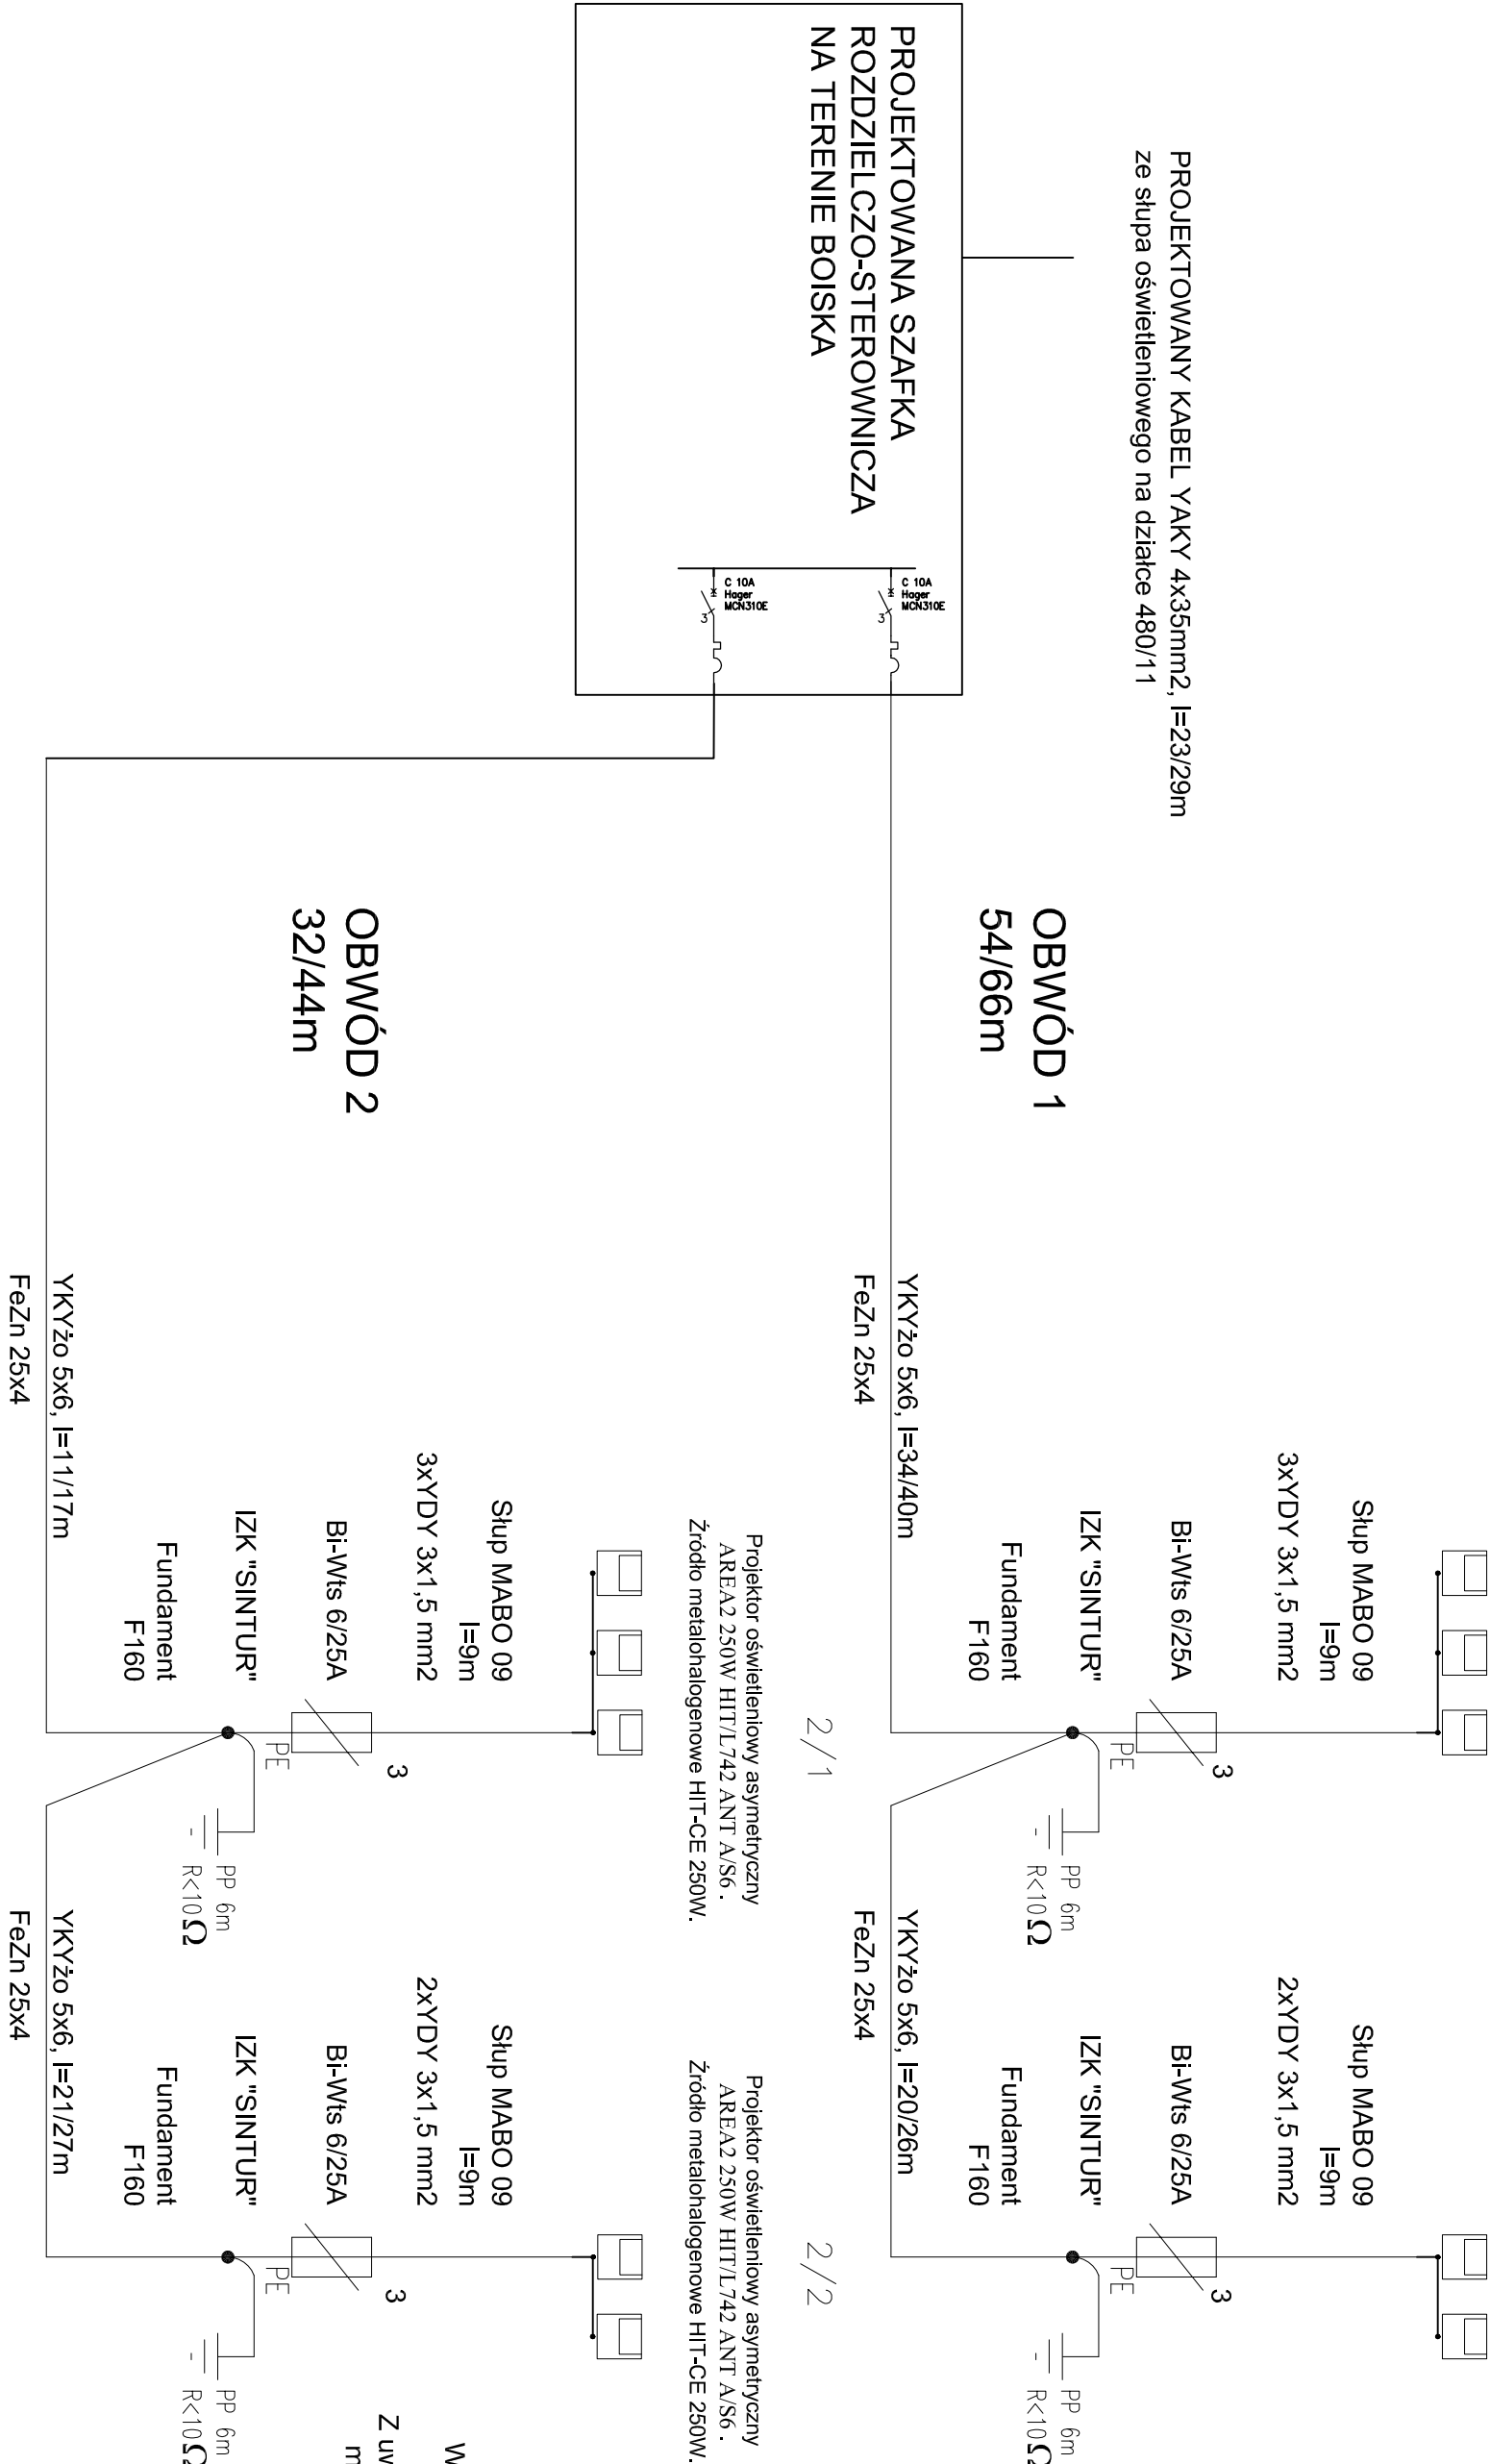 PROJEKTOWANY KABEL YAKY 4x35mm2, l=23/29m
ze słupa oświetleniowego na działce 480/11
PROJEKTOWANA SZAFKA
ROZDZIELCZO-STEROWNICZA
NA TERENIE BOISKA
C 10A
Hager
MCN310E
3
C 10A
Hager
MCN310E
3
OBWÓD 1
54/66m
YKYżo 5x6, l=34/40m
FeZn 25x4
Słup MABO 09
l=9m
3xYDY 3x1,5 mm2
Bi-Wts 6/25A
IZK "SINTUR"
Fundament
F160
3
PE
PP 6m
R<10Ω
YKYżo 5x6, l=20/26m
FeZn 25x4
Słup MABO 09
l=9m
2xYDY 3x1,5 mm2
Bi-Wts 6/25A
IZK "SINTUR"
Fundament
F160
3
PE
PP 6m
R<10Ω
2/1
Projektor oświetleniowy asymetryczny
AREA2 250W HIT/L742 ANT A/S6 .
Źródło metalohalogenowe HIT-CE 250W.
2/2
Projektor oświetleniowy asymetryczny
AREA2 250W HIT/L742 ANT A/S6 .
Źródło metalohalogenowe HIT-CE 250W.
OBWÓD 2
32/44m
YKYżo 5x6, l=11/17m
FeZn 25x4
Słup MABO 09
l=9m
3xYDY 3x1,5 mm2
Bi-Wts 6/25A
IZK "SINTUR"
Fundament
F160
3
PE
PP 6m
R<10Ω
YKYżo 5x6, l=21/27m
FeZn 25x4
Słup MABO 09
l=9m
2xYDY 3x1,5 mm2
Bi-Wts 6/25A
IZK "SINTUR"
Fundament
F160
3
PE
PP 6m
R<10Ω
Z